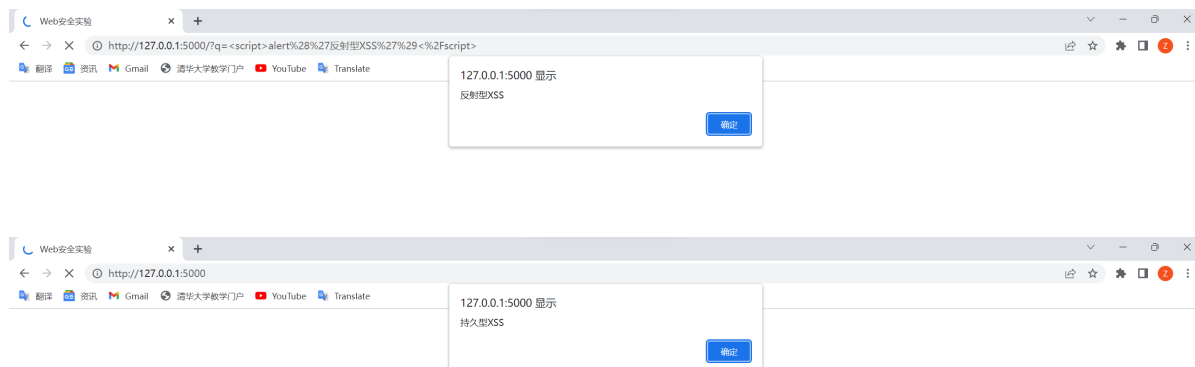 Web安全实验
http://127.0.0.1:5000/?q=<script>alert%28%27反射型XSS%27%29<%2Fscript>
翻译 资讯 Gmail 清华大学教学门户 YouTube Translate
Z
127.0.0.1:5000 显示
反射型XSS
确定
Web安全实验
http://127.0.0.1:5000
翻译 资讯 Gmail 清华大学教学门户 YouTube Translate
Z
127.0.0.1:5000 显示
持久型XSS
确定